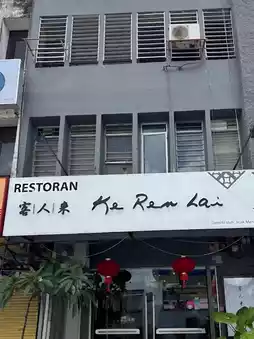 RESTORAN
客人来 Ke Ren Lai